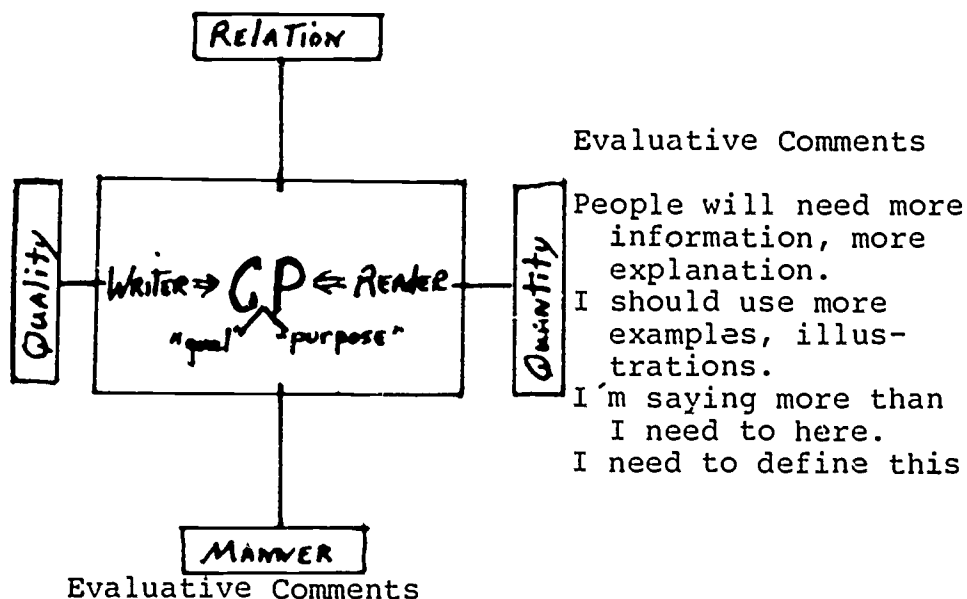 RELATION
Evaluative Comments
Quality
WRITER ⇒ CP ⇐ READER
"goal" "purpose"
Quantity
People will need more
information, more
explanation.
I should use more
examples, illus-
trations.
I'm saying more than
I need to here.
I need to define this
MANNER
Evaluative Comments